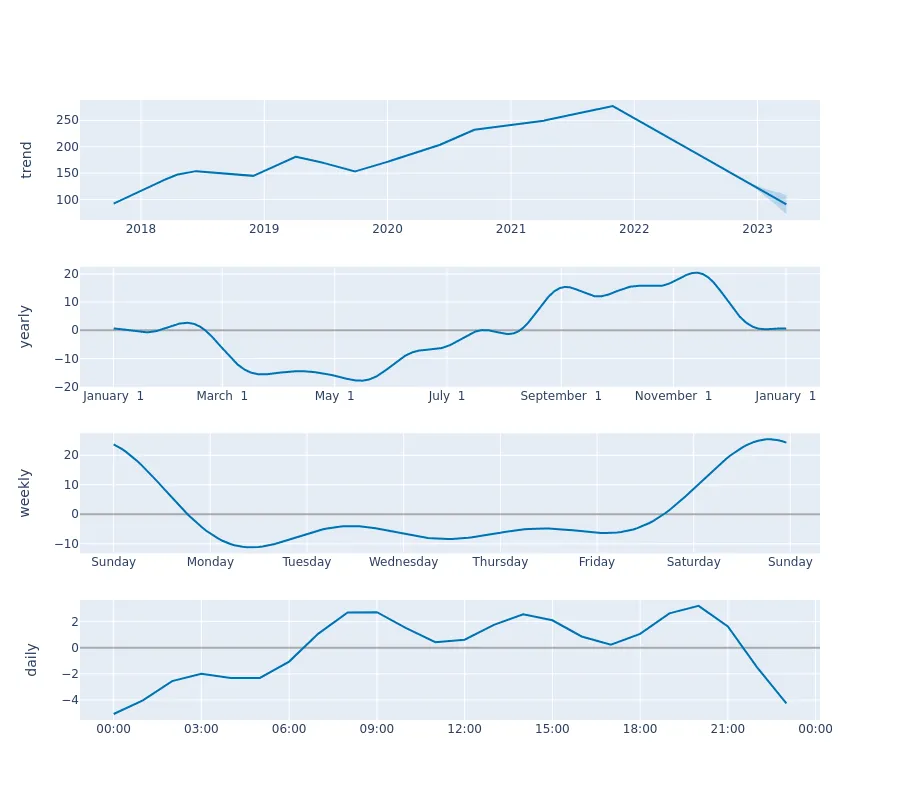 trend
250
200
150
100
2018 2019 2020 2021 2022 2023
yearly
20
10
0
−10
−20
January 1 March 1 May 1 July 1 September 1 November 1 January 1
weekly
20
10
0
−10
Sunday Monday Tuesday Wednesday Thursday Friday Saturday Sunday
daily
2
0
−2
−4
00:00 03:00 06:00 09:00 12:00 15:00 18:00 21:00 00:00